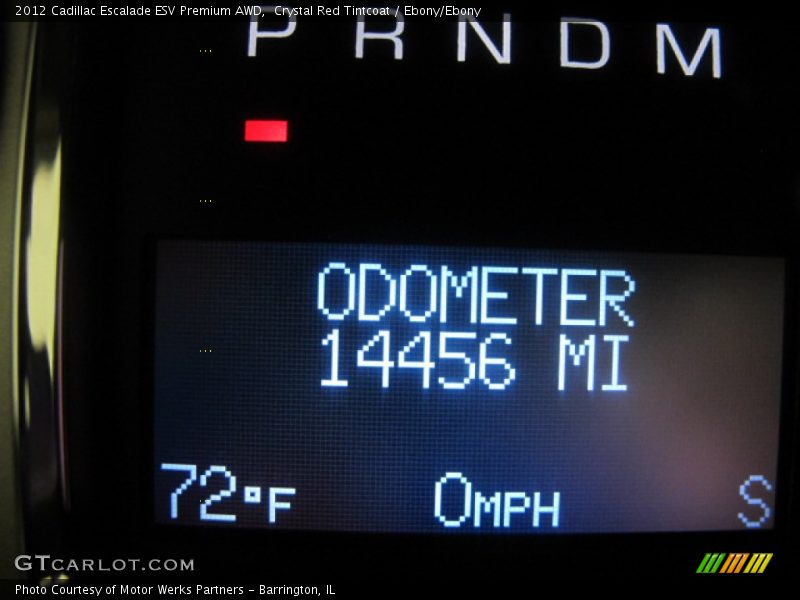 2012 Cadillac Escalade ESV Premium AWD, Crystal Red Tintcoat / Ebony/Ebony
P R N D M
ODOMETER
14456 MI
72°F 0MPH S
GTCARLOT.COM
Photo Courtesy of Motor Werks Partners - Barrington, IL